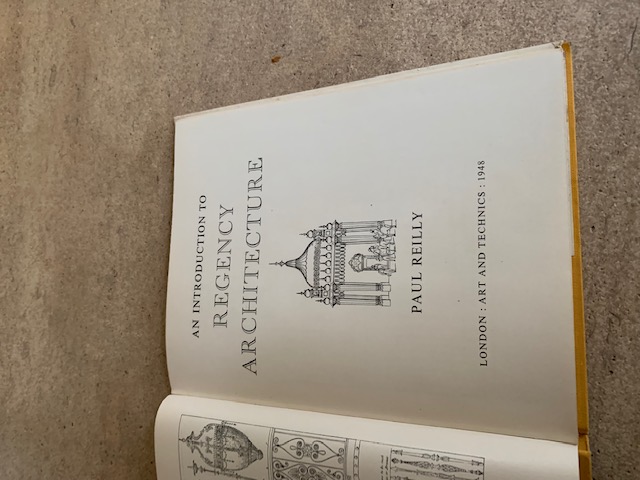 AN INTRODUCTION TO
REGENCY
ARCHITECTURE
PAUL REILLY
LONDON : ART AND TECHNICS : 1948